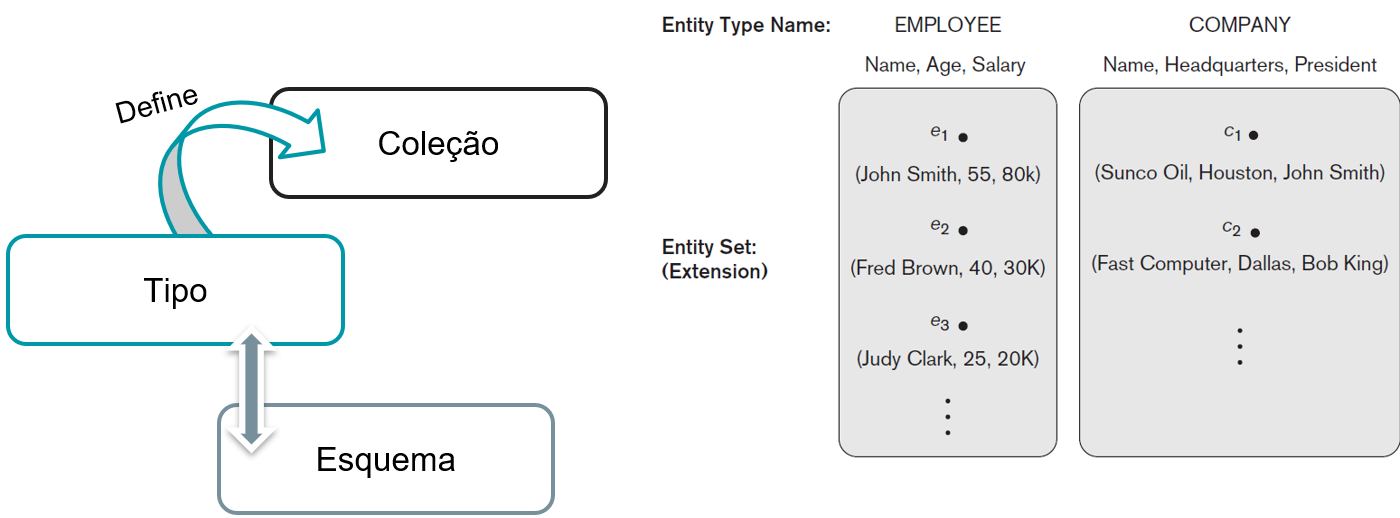 Define
Coleção
Tipo
Esquema
Entity Type Name:
EMPLOYEE
COMPANY
Name, Age, Salary
Name, Headquarters, President
Entity Set:
(Extension)
e1
(John Smith, 55, 80k)
e2
(Fred Brown, 40, 30K)
e3
(Judy Clark, 25, 20K)
c1
(Sunco Oil, Houston, John Smith)
c2
(Fast Computer, Dallas, Bob King)